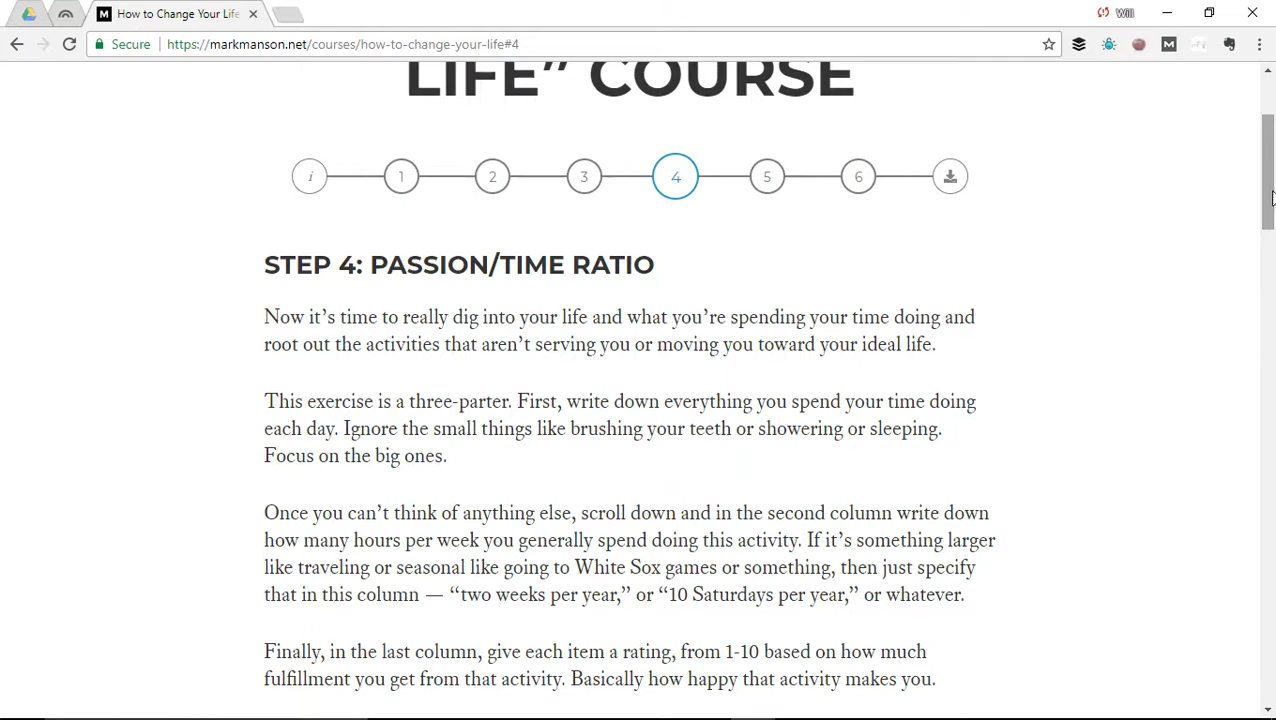 How to Change Your Life
Will
Secure
https://markmanson.net/courses/how-to-change-your-life#4
LIFE” COURSE
i 1 2 3 4 5 6
STEP 4: PASSION/TIME RATIO
Now it’s time to really dig into your life and what you’re spending your time doing and
root out the activities that aren’t serving you or moving you toward your ideal life.
This exercise is a three-parter. First, write down everything you spend your time doing
each day. Ignore the small things like brushing your teeth or showering or sleeping.
Focus on the big ones.
Once you can’t think of anything else, scroll down and in the second column write down
how many hours per week you generally spend doing this activity. If it’s something larger
like traveling or seasonal like going to White Sox games or something, then just specify
that in this column — “two weeks per year,” or “10 Saturdays per year,” or whatever.
Finally, in the last column, give each item a rating, from 1-10 based on how much
fulfillment you get from that activity. Basically how happy that activity makes you.